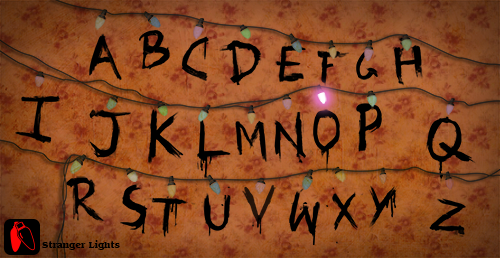 A B C D E F G H
I J K L M N O P Q
R S T U V W X Y Z
Stranger Lights